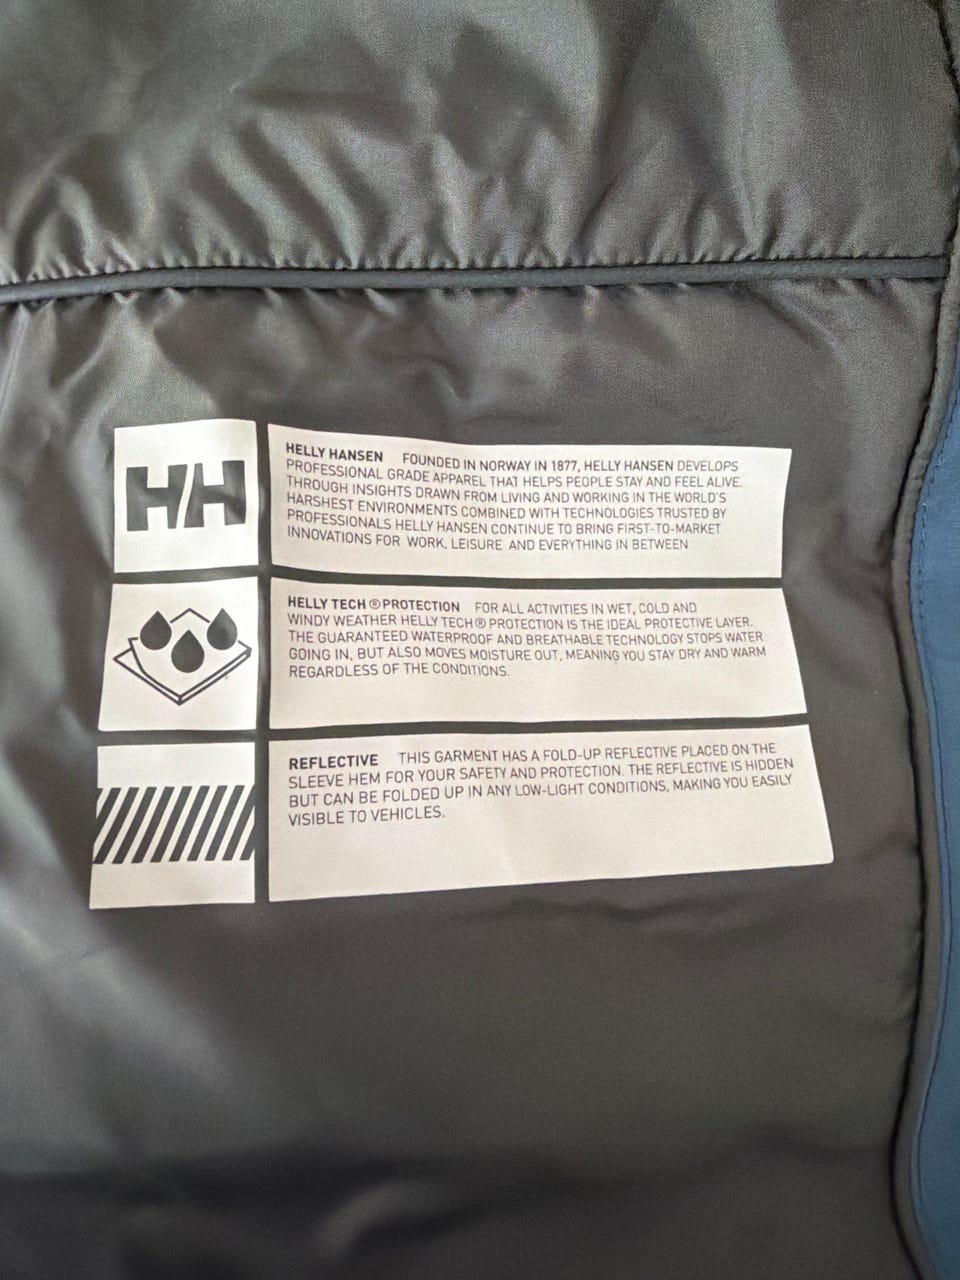 HH
HELLY HANSEN FOUNDED IN NORWAY IN 1877, HELLY HANSEN DEVELOPS
PROFESSIONAL GRADE APPAREL THAT HELPS PEOPLE STAY AND FEEL ALIVE.
THROUGH INSIGHTS DRAWN FROM LIVING AND WORKING IN THE WORLD'S
HARSHEST ENVIRONMENTS COMBINED WITH TECHNOLOGIES TRUSTED BY
PROFESSIONALS HELLY HANSEN CONTINUE TO BRING FIRST-TO-MARKET
INNOVATIONS FOR WORK, LEISURE AND EVERYTHING IN BETWEEN
HELLY TECH ® PROTECTION FOR ALL ACTIVITIES IN WET, COLD AND
WINDY WEATHER HELLY TECH ® PROTECTION IS THE IDEAL PROTECTIVE LAYER.
THE GUARANTEED WATERPROOF AND BREATHABLE TECHNOLOGY STOPS WATER
GOING IN, BUT ALSO MOVES MOISTURE OUT, MEANING YOU STAY DRY AND WARM
REGARDLESS OF THE CONDITIONS.
REFLECTIVE THIS GARMENT HAS A FOLD-UP REFLECTIVE PLACED ON THE
SLEEVE HEM FOR YOUR SAFETY AND PROTECTION. THE REFLECTIVE IS HIDDEN
BUT CAN BE FOLDED UP IN ANY LOW-LIGHT CONDITIONS, MAKING YOU EASILY
VISIBLE TO VEHICLES.